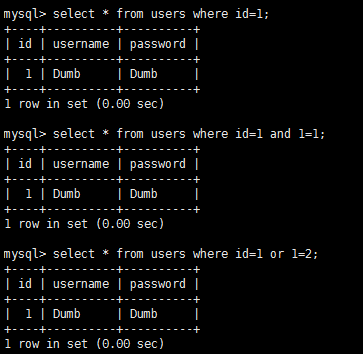 mysql> select * from users where id=1;
+----+----------+----------+
| id | username | password |
+----+----------+----------+
|  1 | Dumb     | Dumb     |
+----+----------+----------+
1 row in set (0.00 sec)

mysql> select * from users where id=1 and 1=1;
+----+----------+----------+
| id | username | password |
+----+----------+----------+
|  1 | Dumb     | Dumb     |
+----+----------+----------+
1 row in set (0.00 sec)

mysql> select * from users where id=1 or 1=2;
+----+----------+----------+
| id | username | password |
+----+----------+----------+
|  1 | Dumb     | Dumb     |
+----+----------+----------+
1 row in set (0.00 sec)